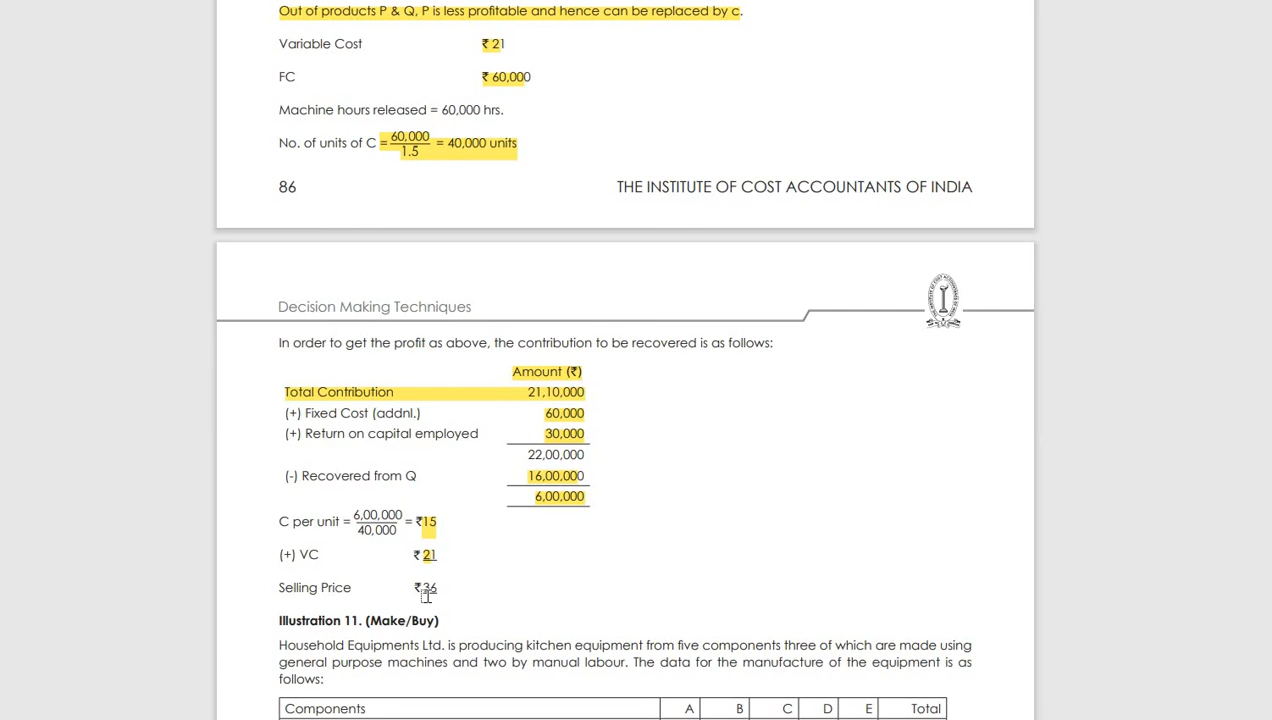 Out of products P & Q, P is less profitable and hence can be replaced by c.
Variable Cost ₹ 21
FC ₹ 60,000
Machine hours released = 60,000 hrs.
No. of units of C = 60,000 / 1.5 = 40,000 units
86 THE INSTITUTE OF COST ACCOUNTANTS OF INDIA
Decision Making Techniques
In order to get the profit as above, the contribution to be recovered is as follows:
Amount (₹)
Total Contribution 21,10,000
(+) Fixed Cost (addnl.) 60,000
(+) Return on capital employed 30,000
22,00,000
(-) Recovered from Q 16,00,000
6,00,000
C per unit = 6,00,000 / 40,000 = ₹15
(+) VC ₹ 21
Selling Price ₹36
Illustration 11. (Make/Buy)
Household Equipments Ltd. is producing kitchen equipment from five components three of which are made using
general purpose machines and two by manual labour. The data for the manufacture of the equipment is as
follows:
Components A B C D E Total